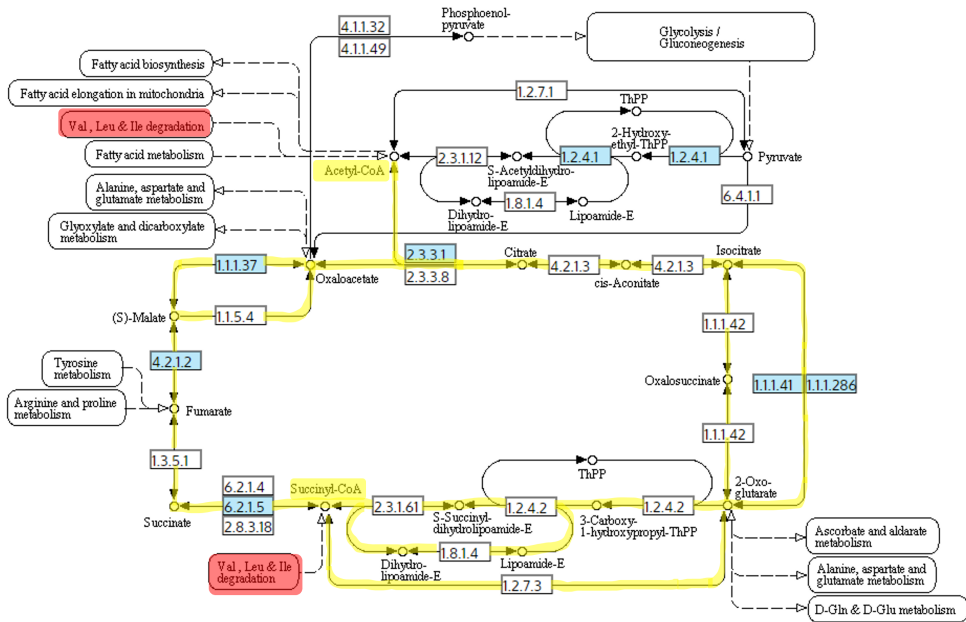 4.1.1.32
4.1.1.49
Phosphoenol-
pyruvate
Glycolysis /
Gluconeogenesis
Fatty acid biosynthesis
Fatty acid elongation in mitochondria
Val , Leu & Ile degradation
Fatty acid metabolism
1.2.7.1
ThPP
2-Hydroxy-
ethyl-ThPP
Acetyl-CoA
2.3.1.12
S-Acetyldihydro-
lipoamide-E
1.2.4.1
1.2.4.1
Pyruvate
Alanine, aspartate and
glutamate metabolism
Dihydro-
lipoamide-E
1.8.1.4
Lipoamide-E
6.4.1.1
Glyoxylate and dicarboxylate
metabolism
1.1.1.37
Oxaloacetate
2.3.3.1
2.3.3.8
Citrate
4.2.1.3
cis-Aconitate
4.2.1.3
Isocitrate
(S)-Malate
1.1.5.4
1.1.1.42
4.2.1.2
Tyrosine
metabolism
Oxalosuccinate
1.1.1.41
1.1.1.286
Arginine and proline
metabolism
Fumarate
1.1.1.42
1.3.5.1
ThPP
6.2.1.4
6.2.1.5
2.8.3.18
Succinate
Succinyl-CoA
2.3.1.61
S-Succinyl-
dihydrolipoamide-E
1.2.4.2
3-Carboxy-
1-hydroxypropyl-ThPP
1.2.4.2
2-Oxo-
glutarate
Val , Leu & Ile
degradation
Dihydro-
lipoamide-E
1.8.1.4
Lipoamide-E
1.2.7.3
Ascorbate and aldarate
metabolism
Alanine, aspartate and
glutamate metabolism
D-Gln & D-Glu metabolism